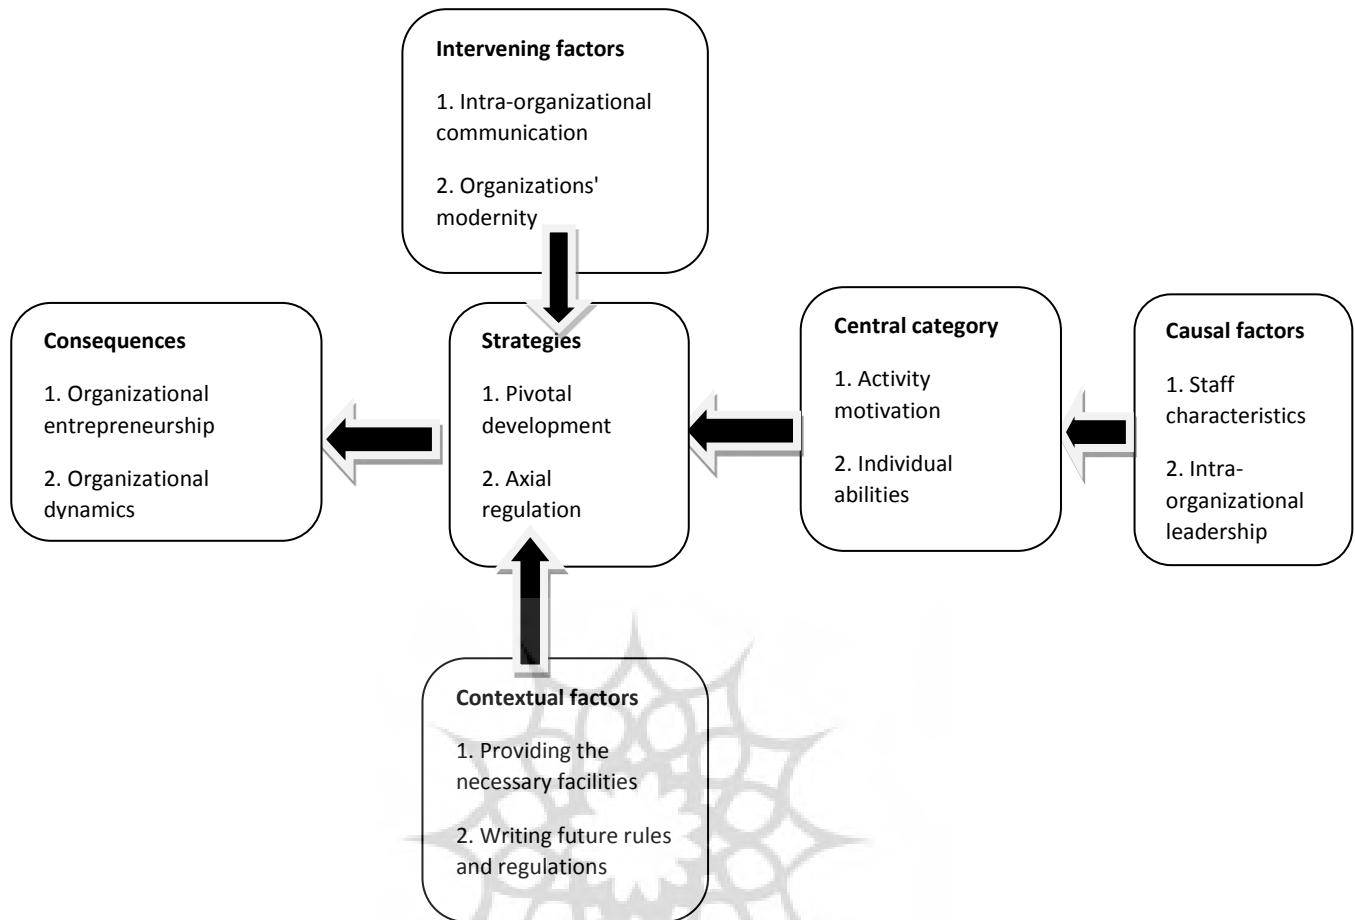 Intervening factors
1. Intra-organizational
communication
2. Organizations'
modernity
Consequences
1. Organizational
entrepreneurship
2. Organizational
dynamics
Strategies
1. Pivotal
development
2. Axial
regulation
Central category
1. Activity
motivation
2. Individual
abilities
Causal factors
1. Staff
characteristics
2. Intra-
organizational
leadership
Contextual factors
1. Providing the
necessary facilities
2. Writing future rules
and regulations